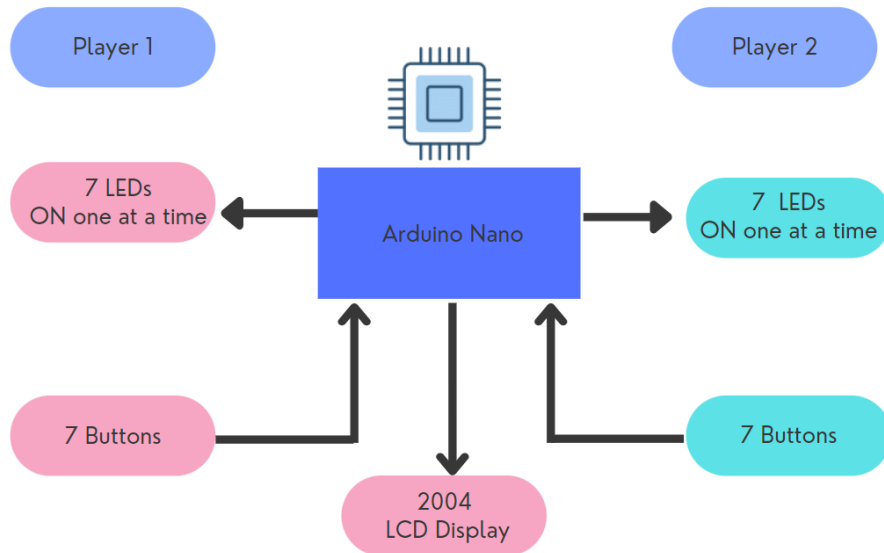 Player 1
Player 2
7 LEDs
ON one at a time
Arduino Nano
7 LEDs
ON one at a time
7 Buttons
7 Buttons
2004
LCD Display